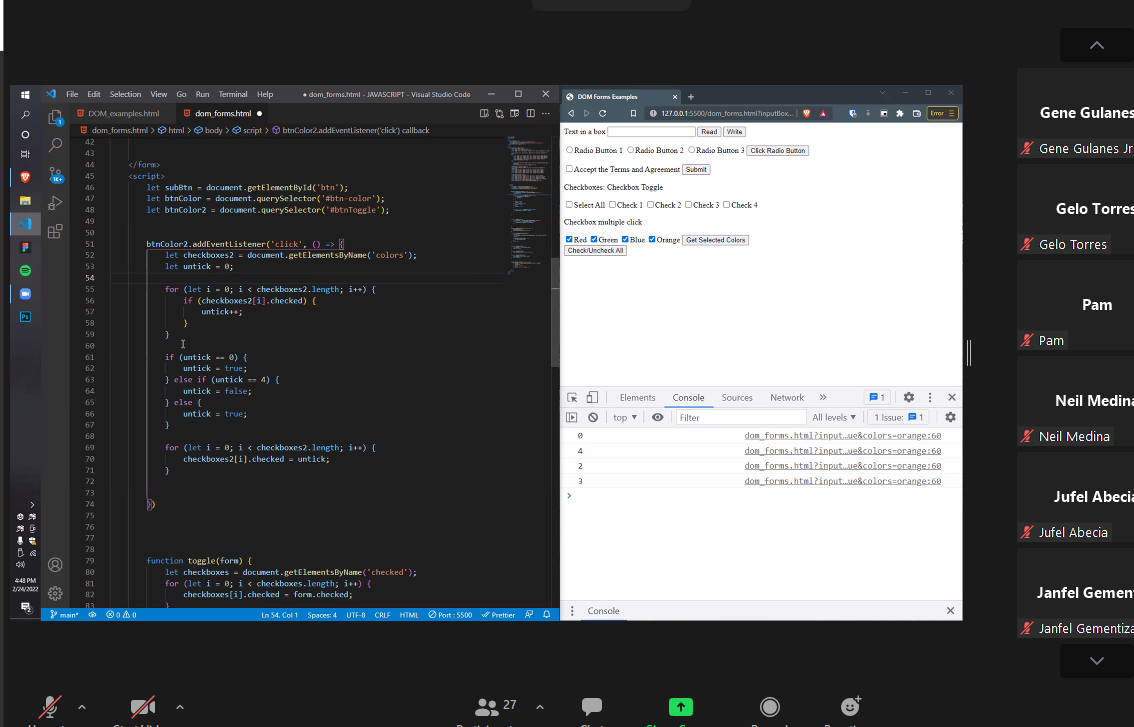 File Edit Selection View Go Run Terminal Help ● dom_forms.html - JAVASCRIPT - Visual Studio Code
DOM_examples.html dom_forms.html ●
dom_forms.html > html > body > script > btnColor2.addEventListener('click') callback
42
43
44 </form>
45 <script>
46 let subBtn = document.getElementById('btn');
47 let btnColor = document.querySelector('#btn-color');
48 let btnColor2 = document.querySelector('#btnToggle');
49
50
51 btnColor2.addEventListener('click', () => {
52 let checkboxes2 = document.getElementsByName('colors');
53 let untick = 0;
54
55 for (let i = 0; i < checkboxes2.length; i++) {
56 if (checkboxes2[i].checked) {
57 untick++;
58 }
59 }
60
61 if (untick == 0) {
62 untick = true;
63 } else if (untick == 4) {
64 untick = false;
65 } else {
66 untick = true;
67 }
68
69 for (let i = 0; i < checkboxes2.length; i++) {
70 checkboxes2[i].checked = untick;
71 }
72
73
74 })
75
76
77
78
79 function toggle(form) {
80 let checkboxes = document.getElementsByName('checked');
81 for (let i = 0; i < checkboxes.length; i++) {
82 checkboxes[i].checked = form.checked;
83 }
main* 0 0 Ln 54, Col 1 Spaces: 4 UTF-8 CRLF HTML Port : 5500 Prettier
4:48 PM
2/24/2022
DOM Forms Examples
127.0.0.1:5500/dom_forms.html?inputBox... Error
Text in a box Read Write
Radio Button 1 Radio Button 2 Radio Button 3 Click Radio Button
Accept the Terms and Agreement Submit
Checkboxes: Checkbox Toggle
Select All Check 1 Check 2 Check 3 Check 4
Checkbox multiple click
Red Green Blue Orange Get Selected Colors
Check/Uncheck All
Elements Console Sources Network » 1
top ▼ Filter All levels ▼ 1 Issue: 1
0 dom_forms.html?input…ue&colors=orange:60
4 dom_forms.html?input…ue&colors=orange:60
2 dom_forms.html?input…ue&colors=orange:60
3 dom_forms.html?input…ue&colors=orange:60
Console
Gene Gulanes
Gene Gulanes Jr
Gelo Torres
Gelo Torres
Pam
Pam
Neil Medina
Neil Medina
Jufel Abecia
Jufel Abecia
Janfel Gement
Janfel Gementiza
27